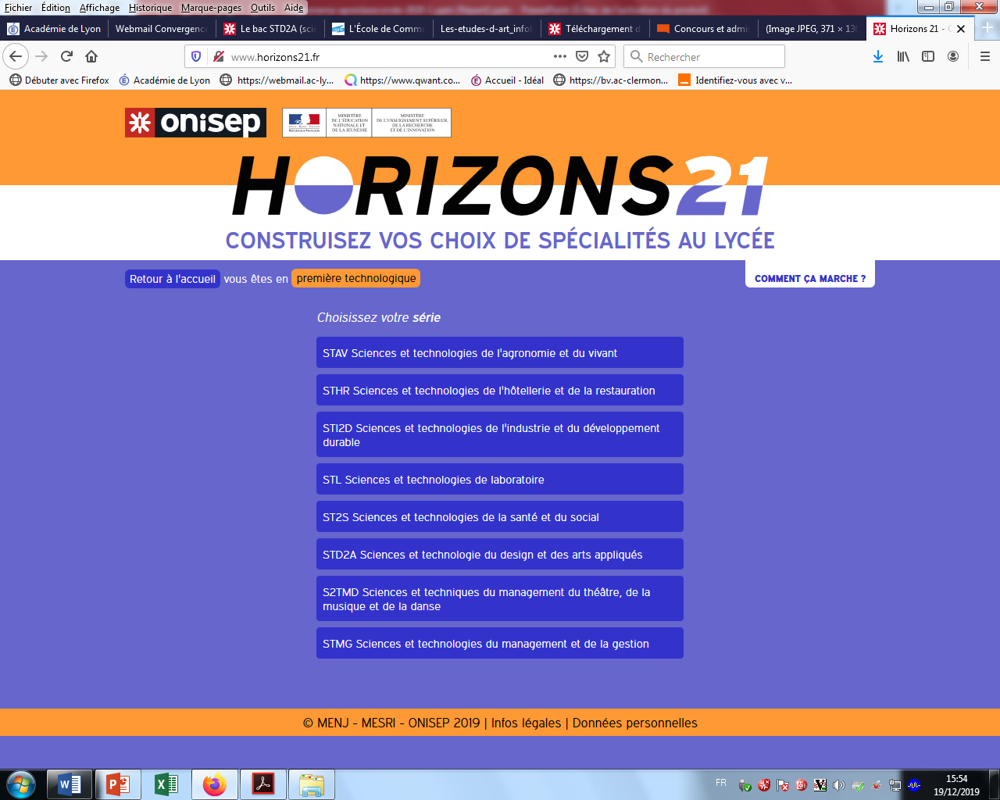 Fichier Édition Affichage Historique Marque-pages Outils Aide
Académie de Lyon
Webmail Convergence
Le bac STD2A (scie
L'École de Commu
Les-etudes-d-art_infoL
Téléchargement d
Concours et admis
(Image JPEG, 371 × 136
Horizons 21 - O
www.horizons21.fr
Rechercher
Débuter avec Firefox
Académie de Lyon
https://webmail.ac-ly...
https://www.qwant.co...
Accueil - Idéal
https://bv.ac-clermon...
Identifiez-vous avec v...
onisep
RÉPUBLIQUE FRANÇAISE
MINISTÈRE
DE L'ÉDUCATION
NATIONALE ET
DE LA JEUNESSE
MINISTÈRE
DE L'ENSEIGNEMENT SUPÉRIEUR,
DE LA RECHERCHE
ET DE L'INNOVATION
HORIZONS21
CONSTRUISEZ VOS CHOIX DE SPÉCIALITÉS AU LYCÉE
Retour à l'accueil vous êtes en première technologique
COMMENT ÇA MARCHE ?
Choisissez votre série
STAV Sciences et technologies de l'agronomie et du vivant
STHR Sciences et technologies de l'hôtellerie et de la restauration
STI2D Sciences et technologies de l'industrie et du développement
durable
STL Sciences et technologies de laboratoire
ST2S Sciences et technologies de la santé et du social
STD2A Sciences et technologie du design et des arts appliqués
S2TMD Sciences et techniques du management du théâtre, de la
musique et de la danse
STMG Sciences et technologies du management et de la gestion
© MENJ - MESRI - ONISEP 2019 | Infos légales | Données personnelles
FR
15:54
19/12/2019